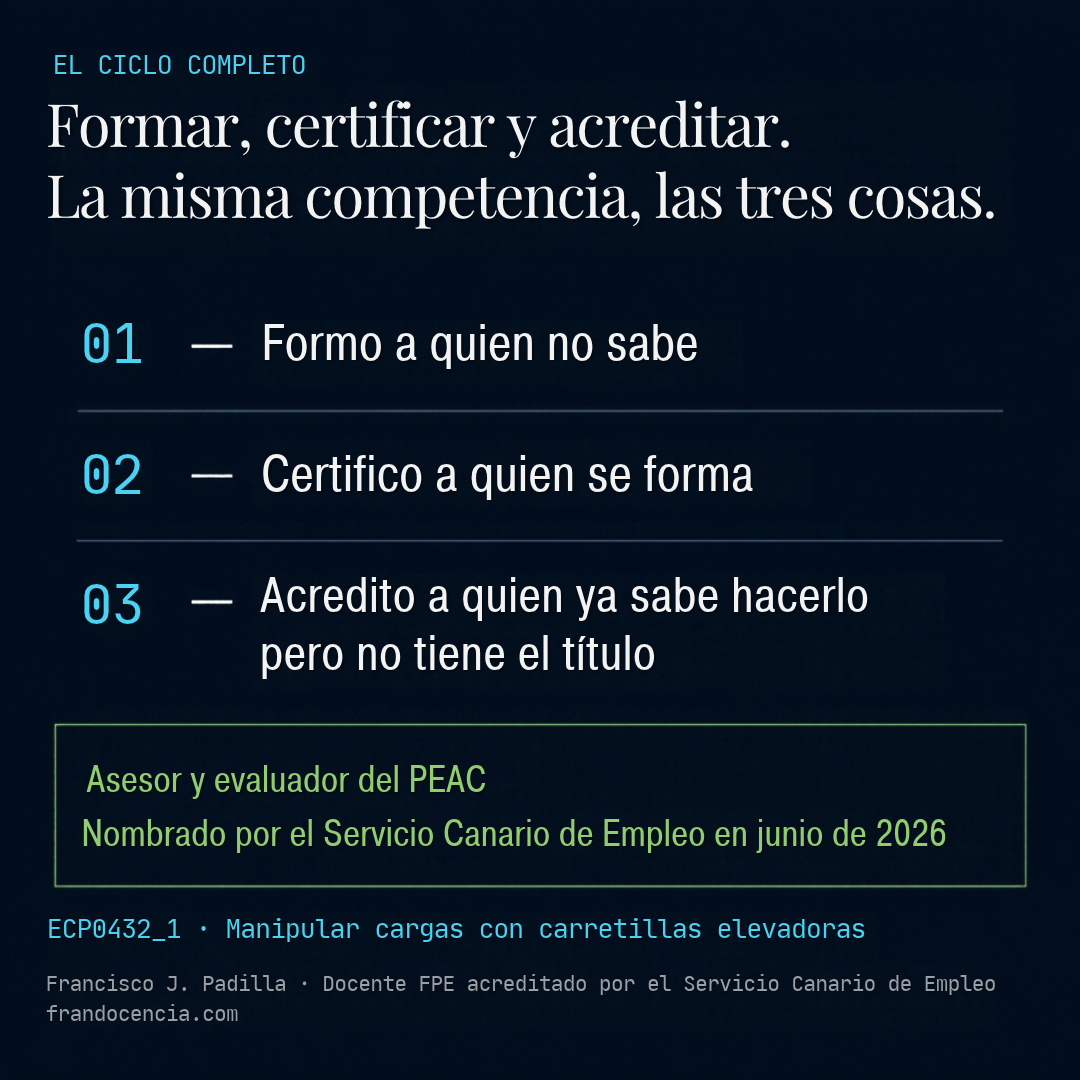 EL CICLO COMPLETO
Formar, certificar y acreditar.
La misma competencia, las tres cosas.
01 — Formo a quien no sabe
02 — Certifico a quien se forma
03 — Acredito a quien ya sabe hacerlo
pero no tiene el título
Asesor y evaluador del PEAC
Nombrado por el Servicio Canario de Empleo en junio de 2026
ECP0432_1 · Manipular cargas con carretillas elevadoras
Francisco J. Padilla · Docente FPE acreditado por el Servicio Canario de Empleo
frandocencia.com